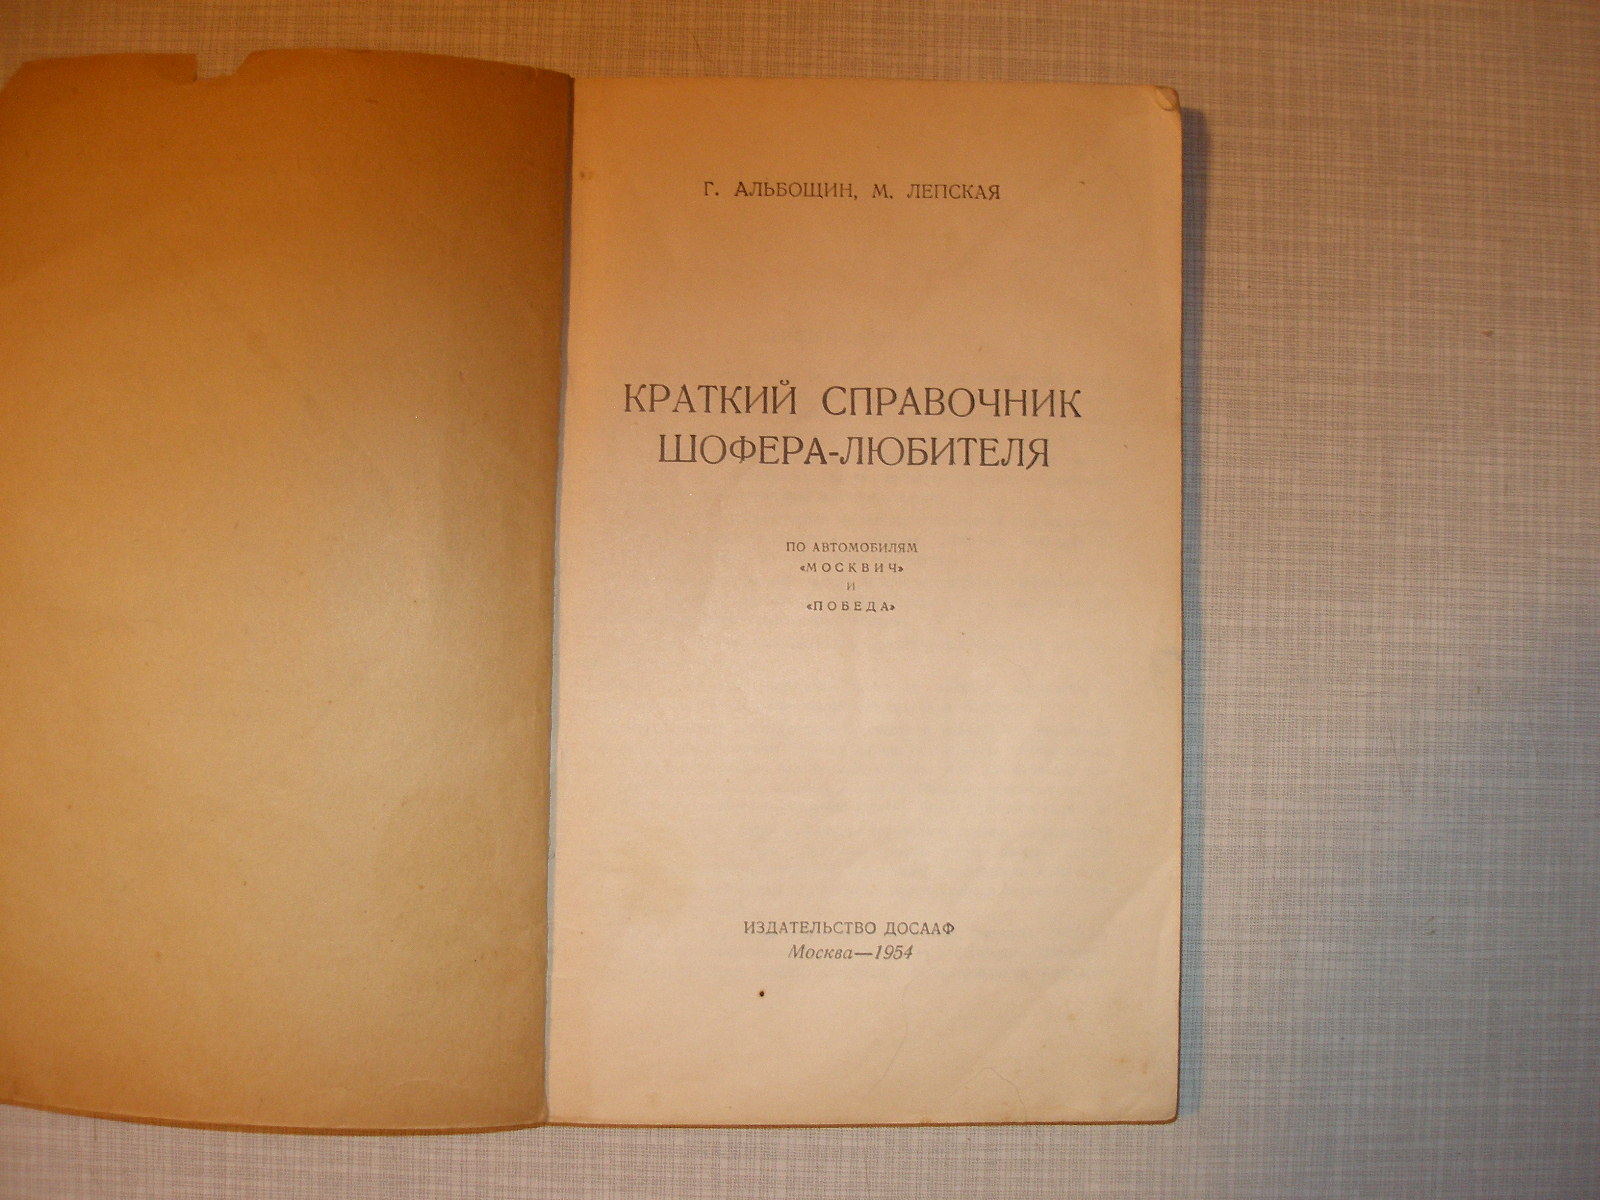 Г. АЛЬБОЩИН, М. ЛЕПСКАЯ
КРАТКИЙ СПРАВОЧНИК
ШОФЕРА-ЛЮБИТЕЛЯ
ПО АВТОМОБИЛЯМ
«МОСКВИЧ»
И
«ПОБЕДА»
ИЗДАТЕЛЬСТВО ДОСААФ
Москва—1954